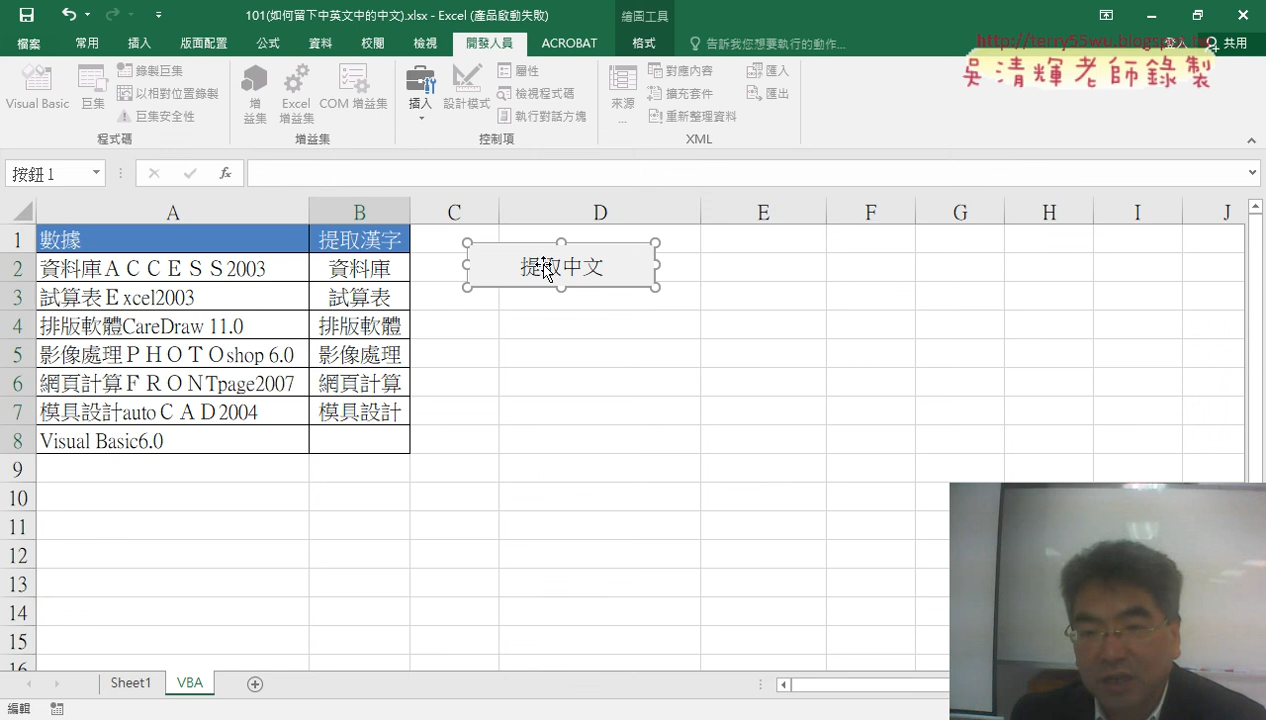 101(如何留下中英文中的中文).xlsx - Excel (產品啟動失敗)
繪圖工具
檔案 常用 插入 版面配置 公式 資料 校閱 檢視 開發人員 ACROBAT 格式 告訴我您想要執行的動作... 登入 共用
http://terry55wu.blogspot.tw
吳清輝老師錄製
Visual Basic 巨集 錄製巨集 以相對位置錄製 巨集安全性
程式碼
增益集 Excel 增益集 COM 增益集
增益集
插入 設計模式 屬性 檢視程式碼 執行對話方塊
控制項
來源... 對應內容 擴充套件 重新整理資料 匯入 匯出
XML
按鈕 1 fx
A B C D E F G H I J
1 數據 提取漢字
2 資料庫ＡＣＣＥＳＳ2003 資料庫
提取中文
3 試算表Ｅxcel2003 試算表
4 排版軟體CareDraw 11.0 排版軟體
5 影像處理ＰＨＯＴＯshop 6.0 影像處理
6 網頁計算ＦＲＯＮTpage2007 網頁計算
7 模具設計autoＣＡＤ2004 模具設計
8 Visual Basic6.0
9
10
11
12
13
14
15
16
Sheet1 VBA
編輯